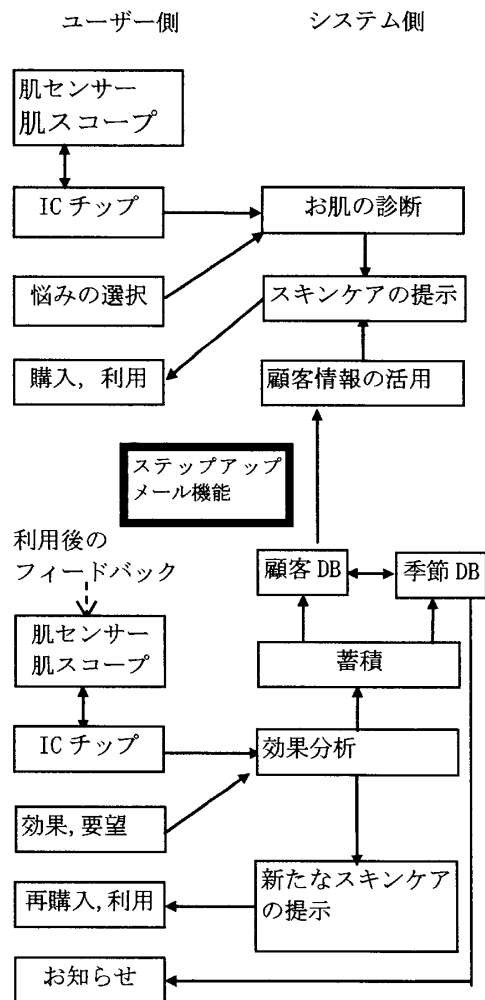 ユーザー側
システム側
肌センサー
肌スコープ
ICチップ
お肌の診断
悩みの選択
スキンケアの提示
購入, 利用
顧客情報の活用
ステップアップ
メール機能
利用後の
フィードバック
顧客DB
季節DB
肌センサー
肌スコープ
蓄積
ICチップ
効果分析
効果, 要望
新たなスキンケア
の提示
再購入, 利用
お知らせ